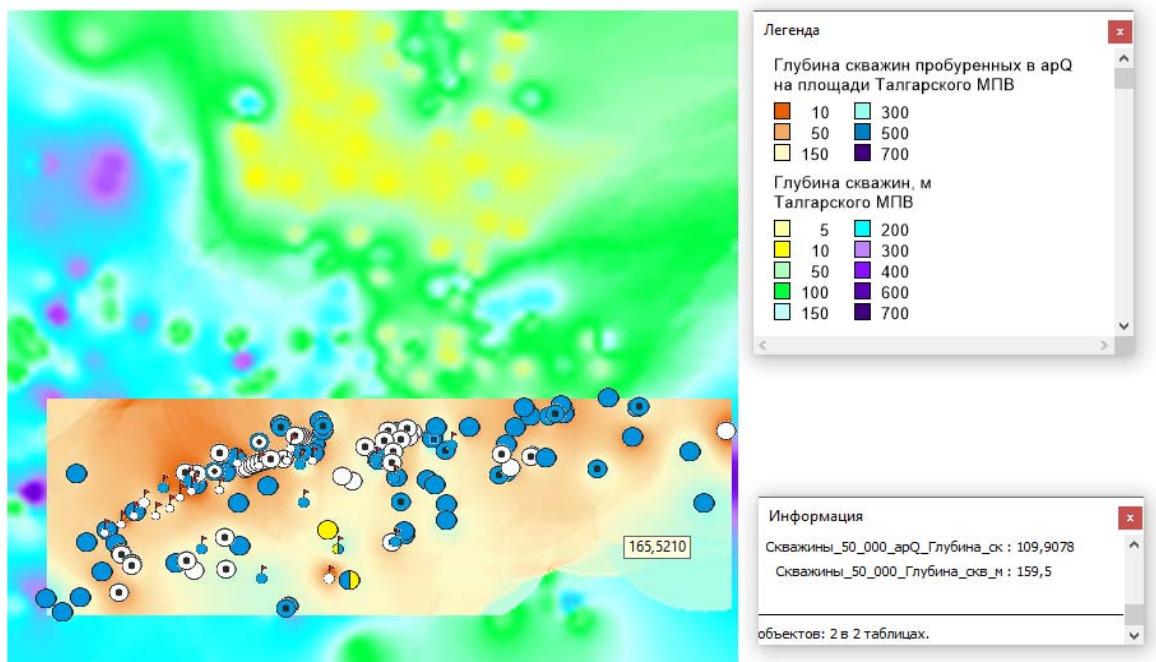 Легенда
x
Глубина скважин пробуренных в apQ
на площади Талгарского МПВ
10 300
50 500
150 700
Глубина скважин, м
Талгарского МПВ
5 200
10 300
50 400
100 600
150 700
165,5210
Информация
x
Скважины_50_000_apQ_Глубина_ск : 109,9078
Скважины_50_000_Глубина_скв_м : 159,5
объектов: 2 в 2 таблицах.